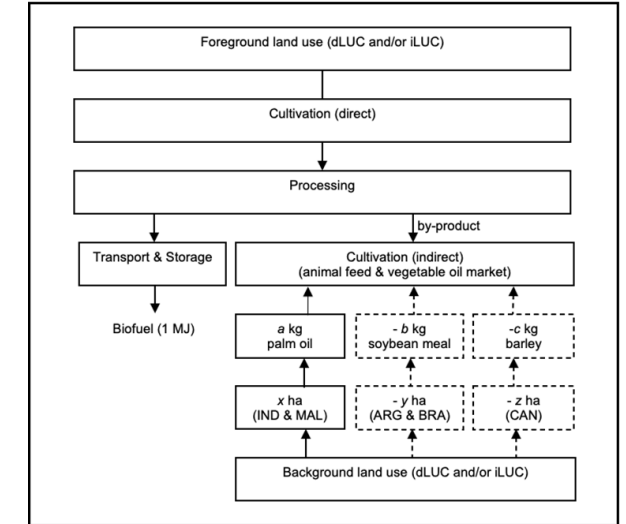 Foreground land use (dLUC and/or iLUC)
Cultivation (direct)
Processing
by-product
Transport & Storage
Cultivation (indirect)
(animal feed & vegetable oil market)
Biofuel (1 MJ)
a kg
palm oil
- b kg
soybean meal
-c kg
barley
x ha
(IND & MAL)
- y ha
(ARG & BRA)
- z ha
(CAN)
Background land use (dLUC and/or iLUC)